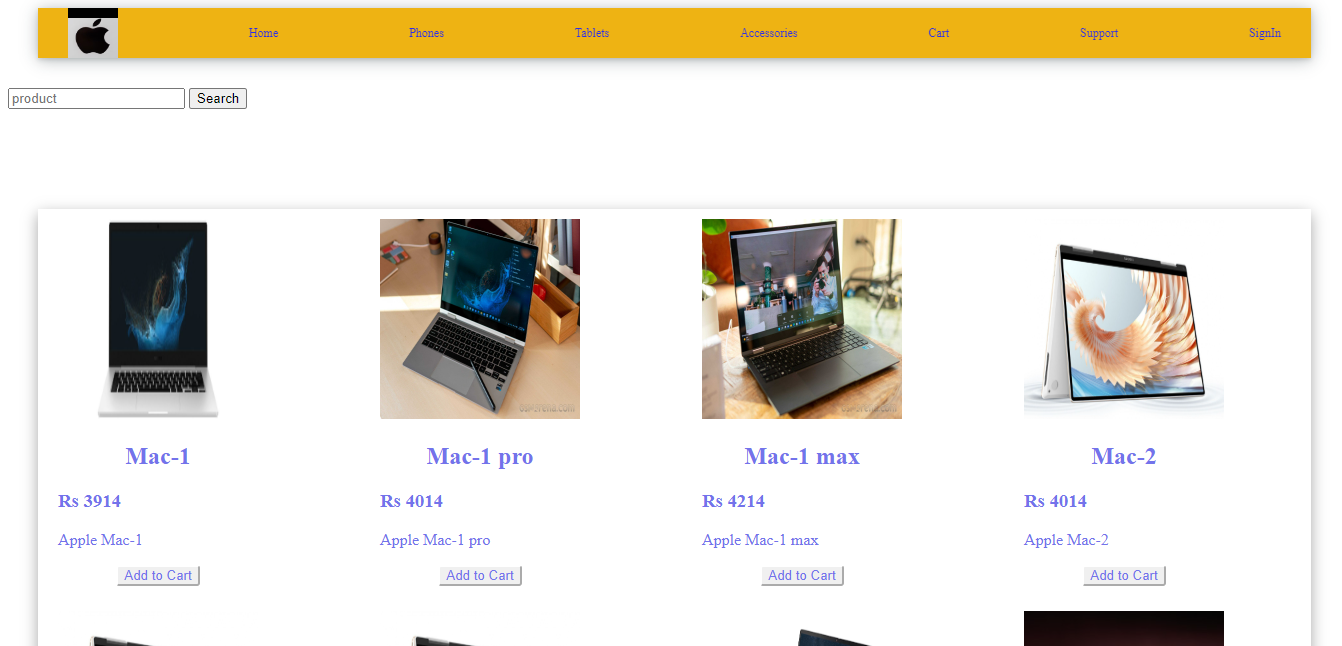 Home Phones Tablets Accessories Cart Support SignIn
product Search
Mac-1 Mac-1 pro Mac-1 max Mac-2
Rs 3914 Rs 4014 Rs 4214 Rs 4014
Apple Mac-1 Apple Mac-1 pro Apple Mac-1 max Apple Mac-2
Add to Cart Add to Cart Add to Cart Add to Cart